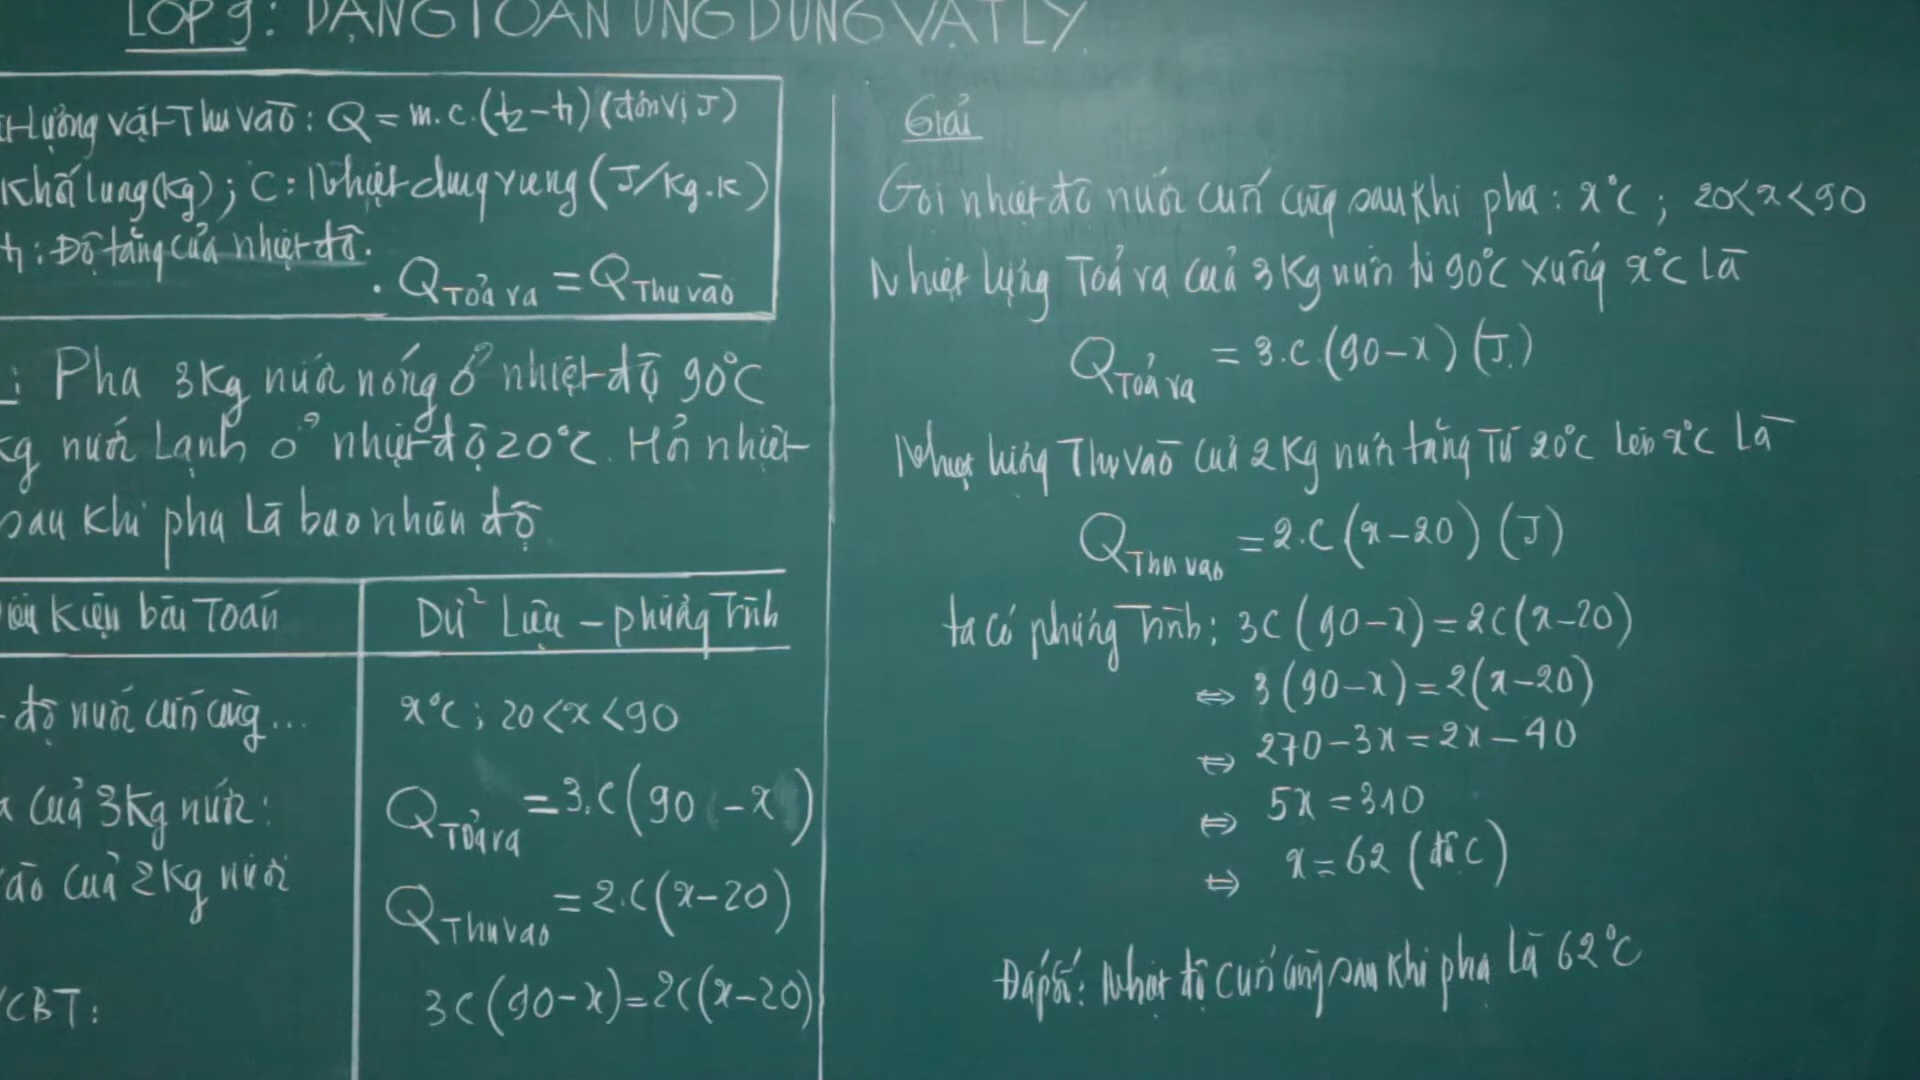 LỚP 9: DẠNG TOÁN ỨNG DỤNG VẬT LÝ
lượng vật Thu vào: Q = m.c.(t₂-t₁) (đơn vị J)
Khối lượng (kg); C: Nhiệt dung riêng (J/kg.K)
t₁: Độ tăng của nhiệt độ.
. Q Tỏa ra = Q Thu vào
: Pha 3Kg nước nóng ở nhiệt độ 90°C
kg nước Lạnh ở nhiệt độ 20°C. Hỏi nhiệt
sau khi pha Là bao nhiên độ
kiện bài Toán
Dữ Liệu - phương Trình
độ nước cuối cùng...
x°C; 20<x<90
của 3Kg nước:
Q Tỏa ra = 3.C(90-x)
vào của 2Kg nước
Q Thu vào = 2.C(x-20)
CBT:
3C(90-x)=2C(x-20)
Giải
Gọi nhiệt độ nước cuối cùng sau Khi pha: x°C; 20<x<90
Nhiệt lượng Toả ra của 3Kg nước từ 90°C xuống x°C Là
Q Toả ra = 3.C(90-x) (J.)
Nhiệt lượng Thu vào của 2Kg nước tăng Từ 20°C lên x°C Là
Q Thu vao = 2.C(x-20) (J)
ta có phương Trình: 3C(90-x)=2C(x-20)
⇔ 3(90-x)=2(x-20)
⇔ 270-3x=2x-40
⇔ 5x=310
⇔ x=62 (độ C)
Đáp số: Nhiệt độ cuối cùng sau Khi pha Là 62°C